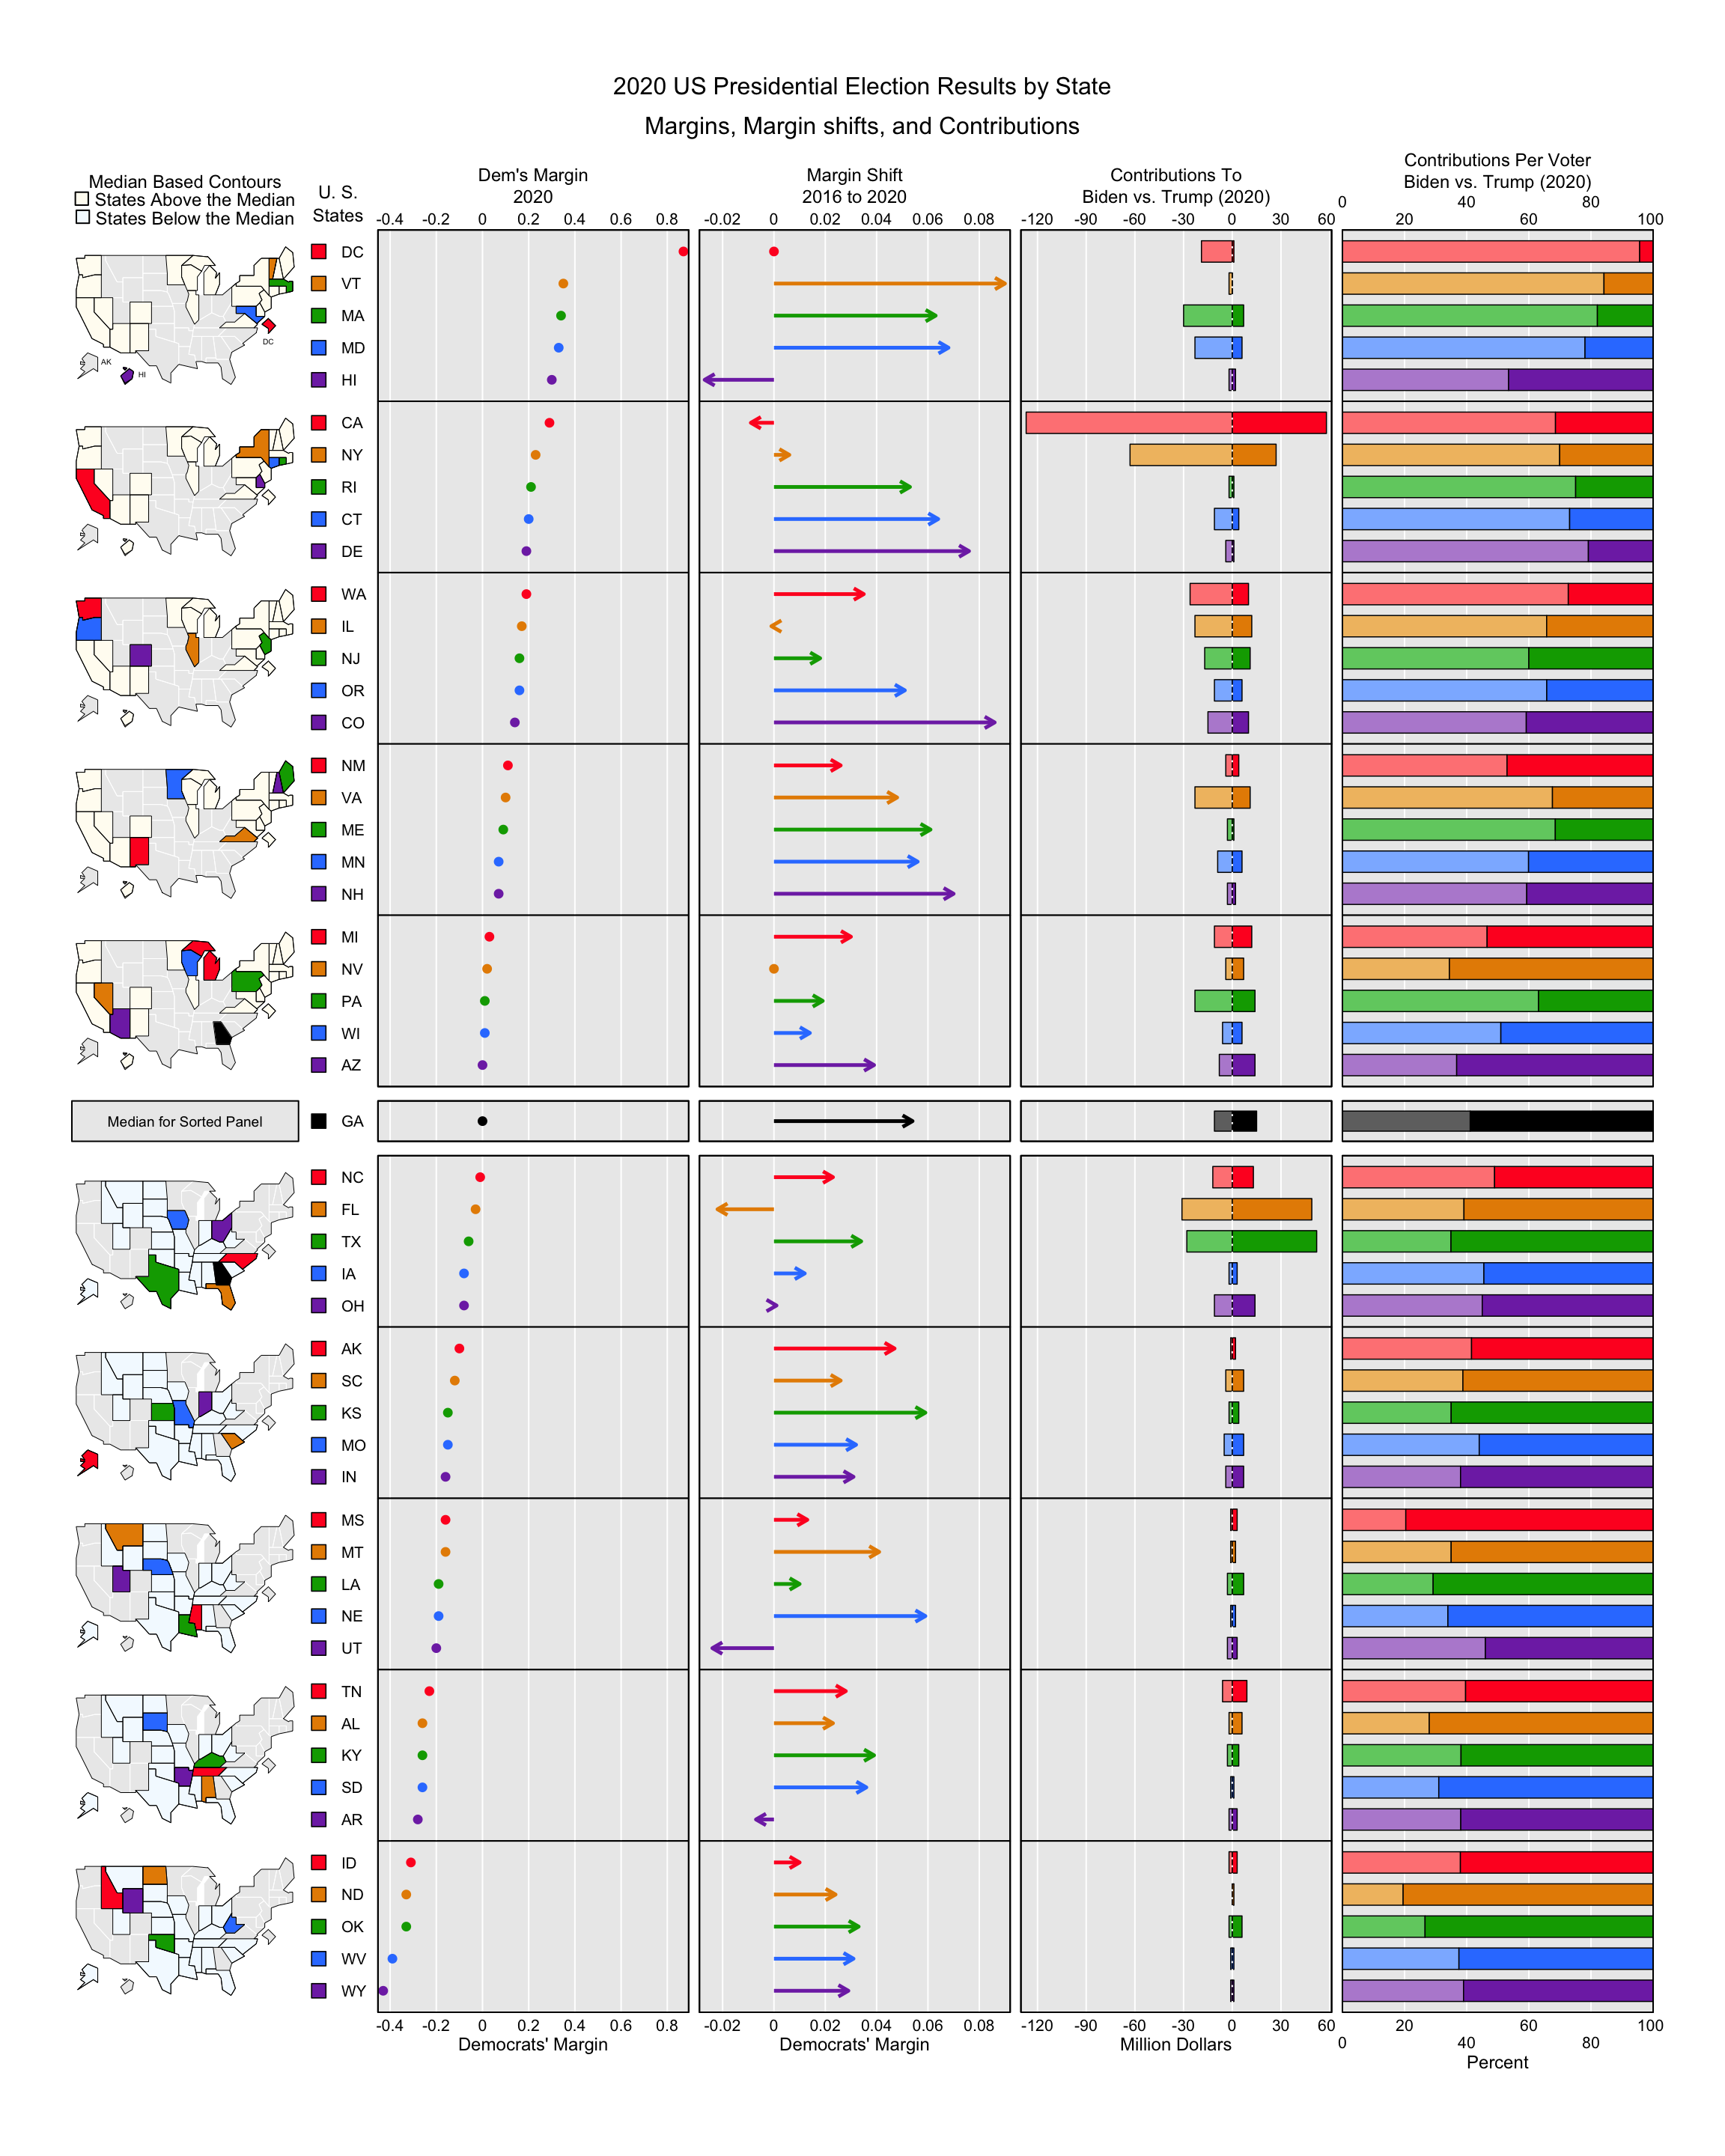 2020 US Presidential Election Results by State
Margins, Margin shifts, and Contributions
Median Based Contours
States Above the Median
States Below the Median
U. S.
States
Dem's Margin
2020
-0.4 -0.2 0 0.2 0.4 0.6 0.8
Margin Shift
2016 to 2020
-0.02 0 0.02 0.04 0.06 0.08
Contributions To
Biden vs. Trump (2020)
-120 -90 -60 -30 0 30 60
Contributions Per Voter
Biden vs. Trump (2020)
0 20 40 60 80 100
AK
HI
DC
DC
VT
MA
MD
HI
CA
NY
RI
CT
DE
WA
IL
NJ
OR
CO
NM
VA
ME
MN
NH
MI
NV
PA
WI
AZ
Median for Sorted Panel
GA
NC
FL
TX
IA
OH
AK
SC
KS
MO
IN
MS
MT
LA
NE
UT
TN
AL
KY
SD
AR
ID
ND
OK
WV
WY
-0.4 -0.2 0 0.2 0.4 0.6 0.8
Democrats' Margin
-0.02 0 0.02 0.04 0.06 0.08
Democrats' Margin
-120 -90 -60 -30 0 30 60
Million Dollars
0 20 40 60 80 100
Percent